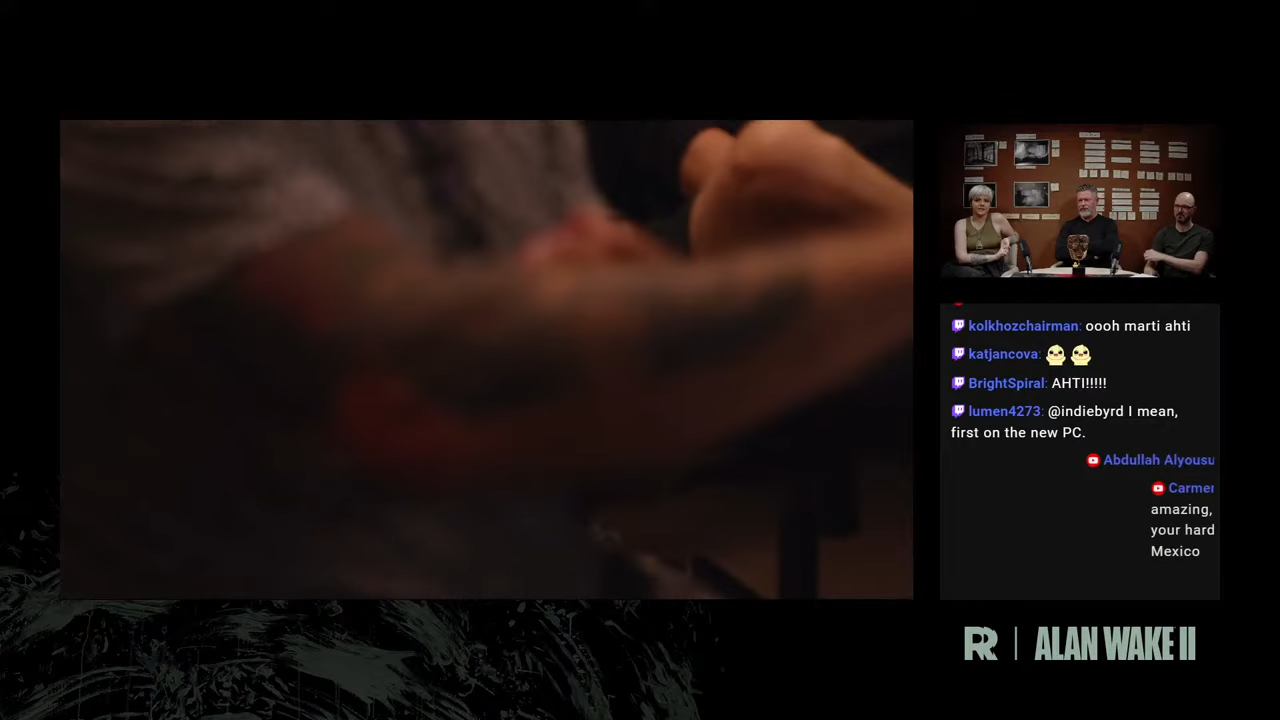 kolkhozchairman: oooh marti ahti
katjancova:
BrightSpiral: AHTI!!!!!
lumen4273: @indiebyrd I mean,
first on the new PC.
Abdullah Alyousu
Carmer
amazing,
your hard
Mexico
R | ALAN WAKE II